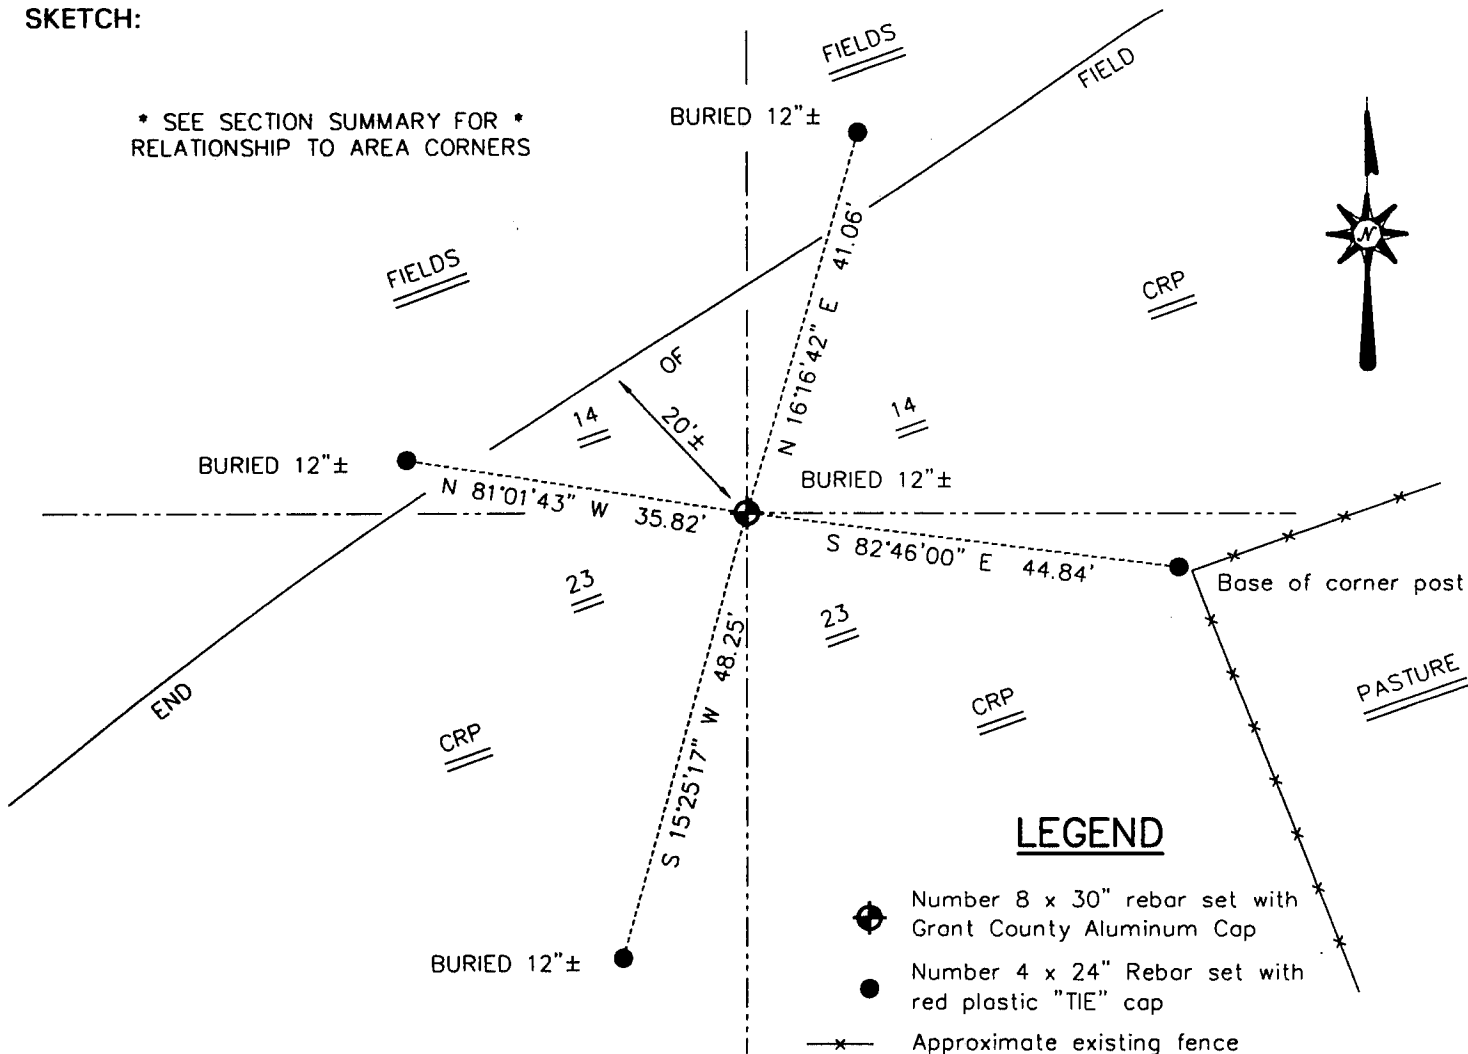 SKETCH:
* SEE SECTION SUMMARY FOR *
RELATIONSHIP TO AREA CORNERS
FIELDS
FIELD
BURIED 12"±
N
FIELDS
CRP
N 16°16'42" E 41.06'
OF
14
14
20'±
BURIED 12"±
BURIED 12"±
N 81°01'43" W 35.82'
S 82°46'00" E 44.84'
Base of corner post
23
23
S 15°25'17" W 48.25'
END
CRP
CRP
PASTURE
BURIED 12"±
LEGEND
Number 8 x 30" rebar set with
Grant County Aluminum Cap
Number 4 x 24" Rebar set with
red plastic "TIE" cap
Approximate existing fence